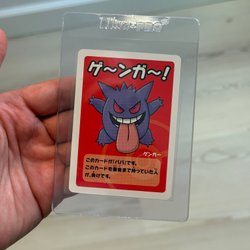 ゲ〜ンガ〜!
ゲンガー
このカードが「ババ」です。
このカードを最後まで持っていた人が、負けです。